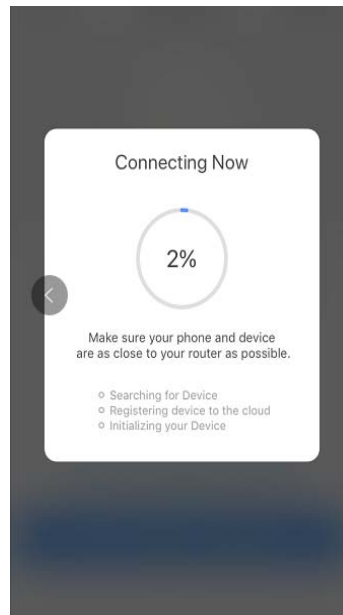 Connecting Now
2%
Make sure your phone and device
are as close to your router as possible.
Searching for Device
Registering device to the cloud
Initializing your Device